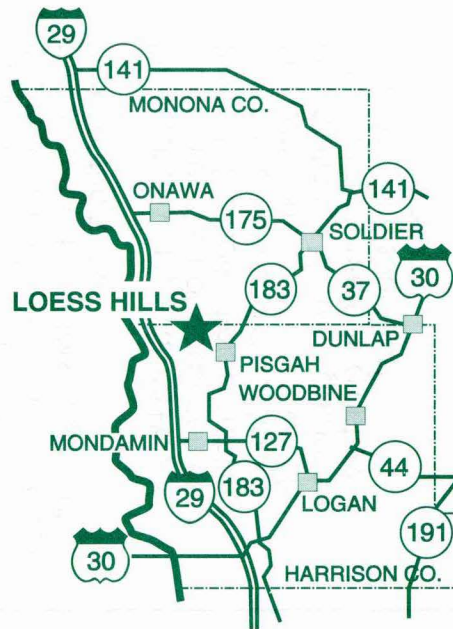 29
141
MONONA CO.
ONAWA
175
141
SOLDIER
183
37
30
LOESS HILLS
DUNLAP
PISGAH
WOODBINE
MONDAMIN
127
44
29
183
LOGAN
191
30
HARRISON CO.